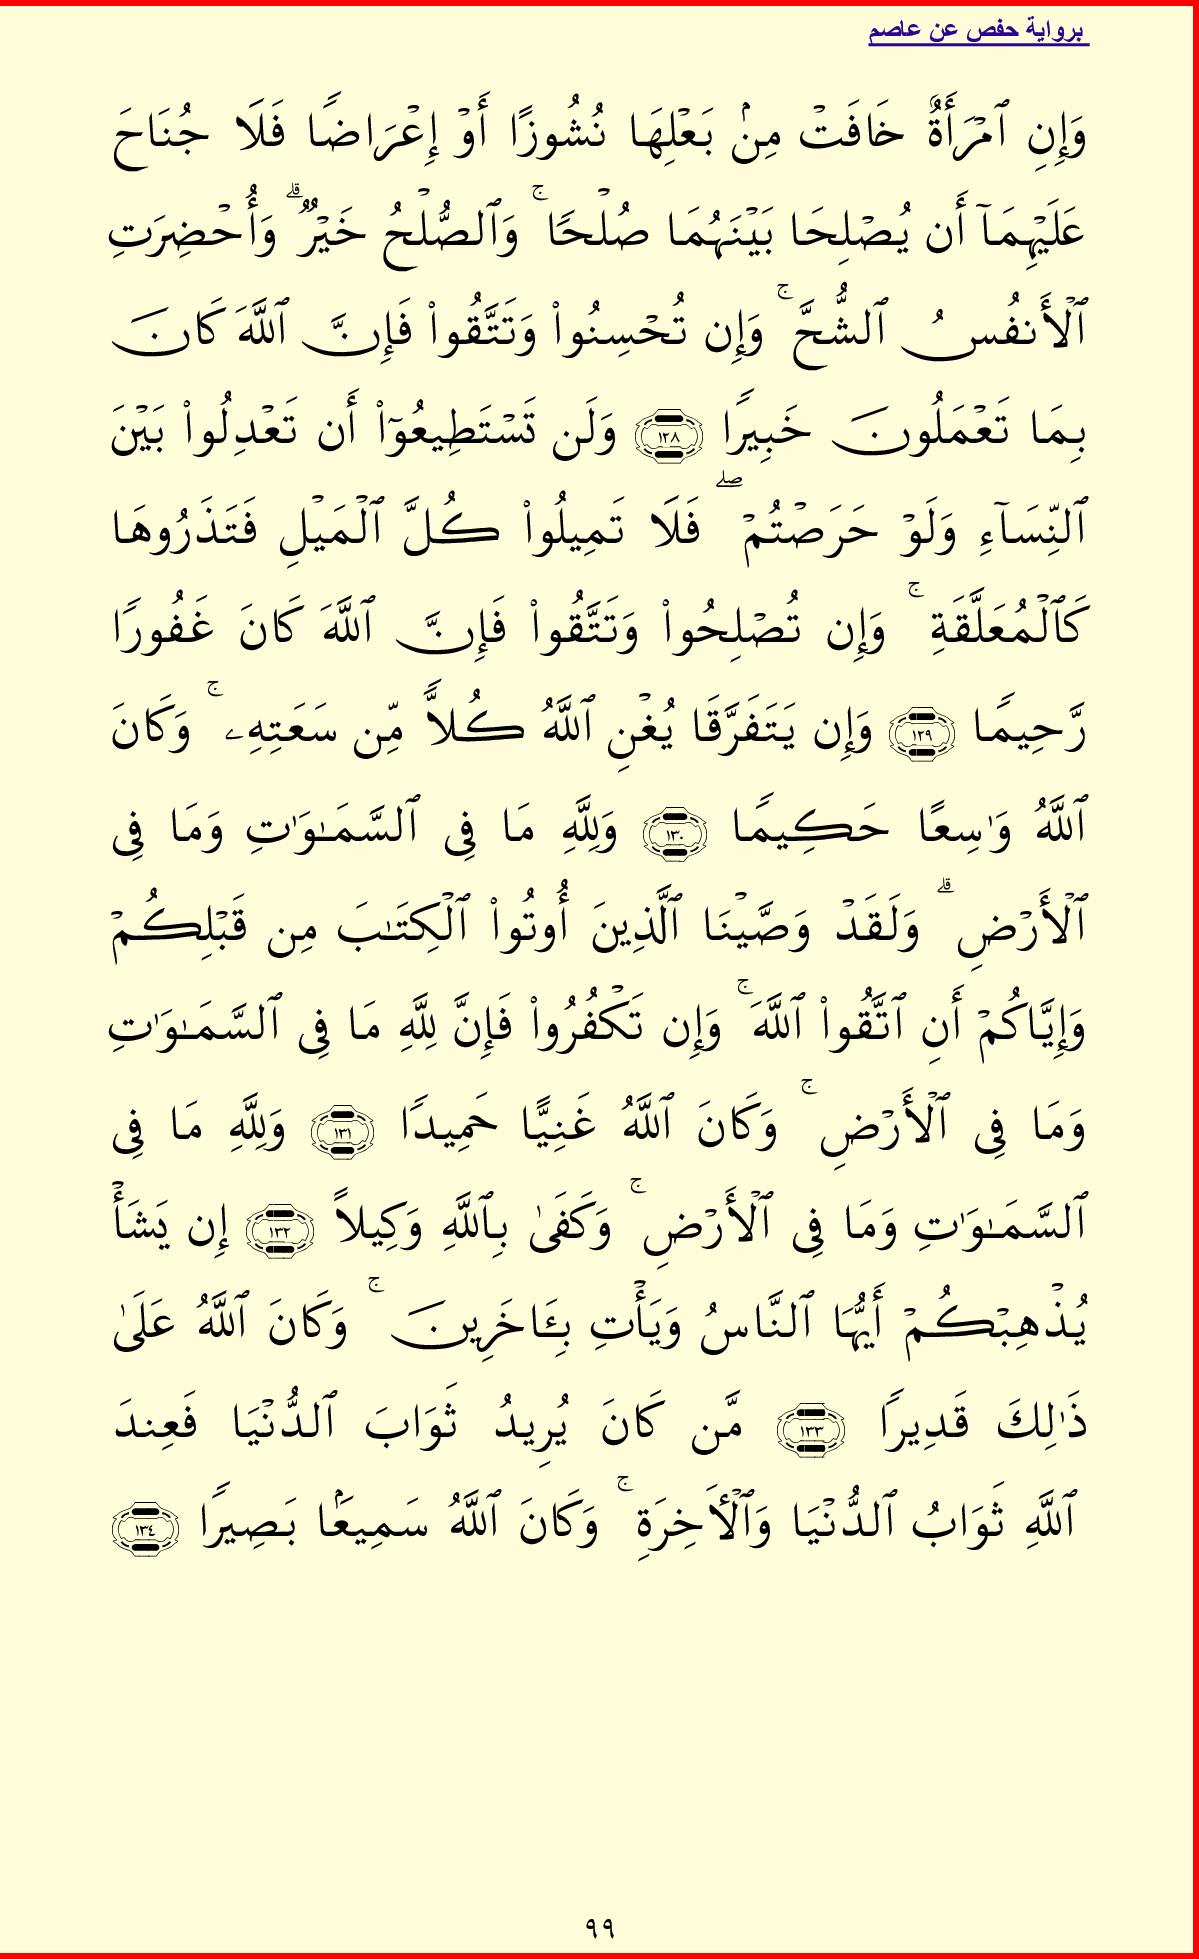 برواية حفص عن عاصم
وَإِنِ ٱمْرَأَةٌ خَافَتْ مِنۢ بَعْلِهَا نُشُوزًا أَوْ إِعْرَاضًا فَلَا جُنَاحَ
عَلَيْهِمَآ أَن يُصْلِحَا بَيْنَهُمَا صُلْحًا ۚ وَٱلصُّلْحُ خَيْرٌ ۗ وَأُحْضِرَتِ
ٱلْأَنفُسُ ٱلشُّحَّ ۚ وَإِن تُحْسِنُوا۟ وَتَتَّقُوا۟ فَإِنَّ ٱللَّهَ كَانَ
بِمَا تَعْمَلُونَ خَبِيرًا ١٢٨ وَلَن تَسْتَطِيعُوٓا۟ أَن تَعْدِلُوا۟ بَيْنَ
ٱلنِّسَآءِ وَلَوْ حَرَصْتُمْ ۖ فَلَا تَمِيلُوا۟ كُلَّ ٱلْمَيْلِ فَتَذَرُوهَا
كَٱلْمُعَلَّقَةِ ۚ وَإِن تُصْلِحُوا۟ وَتَتَّقُوا۟ فَإِنَّ ٱللَّهَ كَانَ غَفُورًا
رَّحِيمًا ١٢٩ وَإِن يَتَفَرَّقَا يُغْنِ ٱللَّهُ كُلًّا مِّن سَعَتِهِۦ ۚ وَكَانَ
ٱللَّهُ وَٰسِعًا حَكِيمًا ١٣٠ وَلِلَّهِ مَا فِى ٱلسَّمَـٰوَٰتِ وَمَا فِى
ٱلْأَرْضِ ۗ وَلَقَدْ وَصَّيْنَا ٱلَّذِينَ أُوتُوا۟ ٱلْكِتَـٰبَ مِن قَبْلِكُمْ
وَإِيَّاكُمْ أَنِ ٱتَّقُوا۟ ٱللَّهَ ۚ وَإِن تَكْفُرُوا۟ فَإِنَّ لِلَّهِ مَا فِى ٱلسَّمَـٰوَٰتِ
وَمَا فِى ٱلْأَرْضِ ۚ وَكَانَ ٱللَّهُ غَنِيًّا حَمِيدًا ١٣١ وَلِلَّهِ مَا فِى
ٱلسَّمَـٰوَٰتِ وَمَا فِى ٱلْأَرْضِ ۚ وَكَفَىٰ بِٱللَّهِ وَكِيلًا ١٣٢ إِن يَشَأْ
يُذْهِبْكُمْ أَيُّهَا ٱلنَّاسُ وَيَأْتِ بِـَٔاخَرِينَ ۚ وَكَانَ ٱللَّهُ عَلَىٰ
ذَٰلِكَ قَدِيرًا ١٣٣ مَّن كَانَ يُرِيدُ ثَوَابَ ٱلدُّنْيَا فَعِندَ
ٱللَّهِ ثَوَابُ ٱلدُّنْيَا وَٱلْـَٔاخِرَةِ ۚ وَكَانَ ٱللَّهُ سَمِيعًۢا بَصِيرًا ١٣٤
٩٩